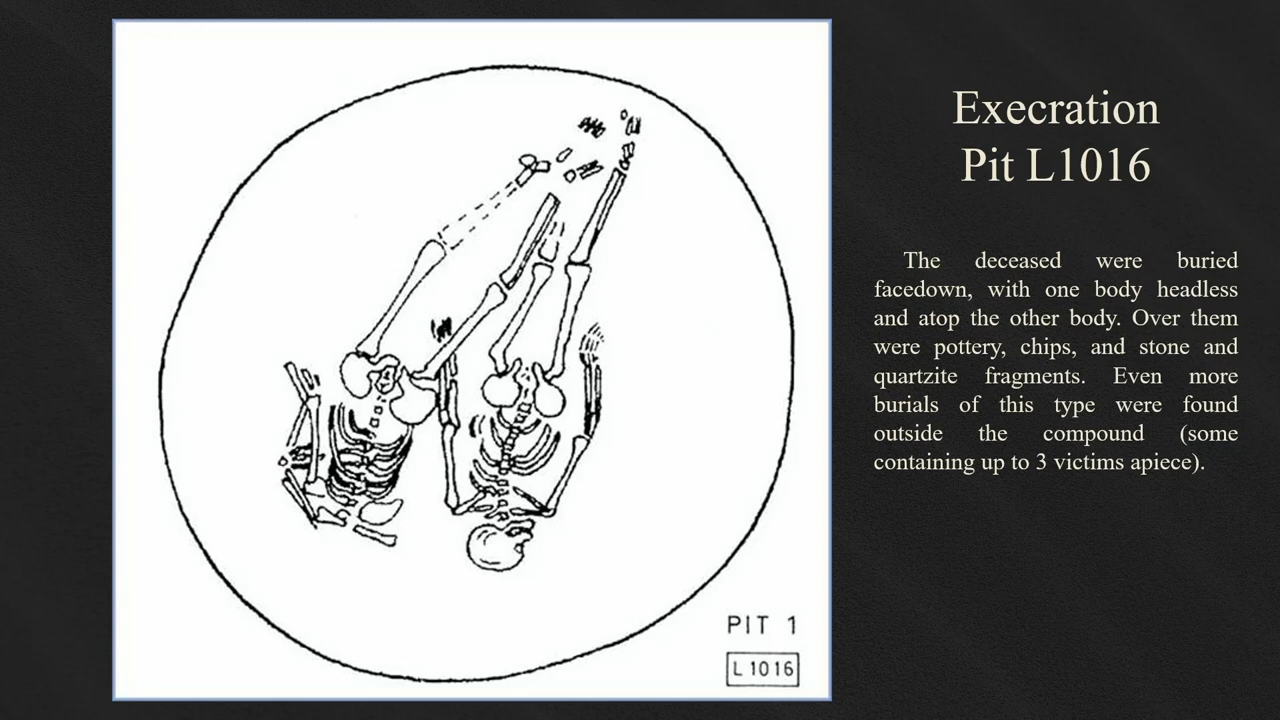 Execration
Pit L1016
The deceased were buried
facedown, with one body headless
and atop the other body. Over them
were pottery, chips, and stone and
quartzite fragments. Even more
burials of this type were found
outside the compound (some
containing up to 3 victims apiece).
PIT 1
L 1016